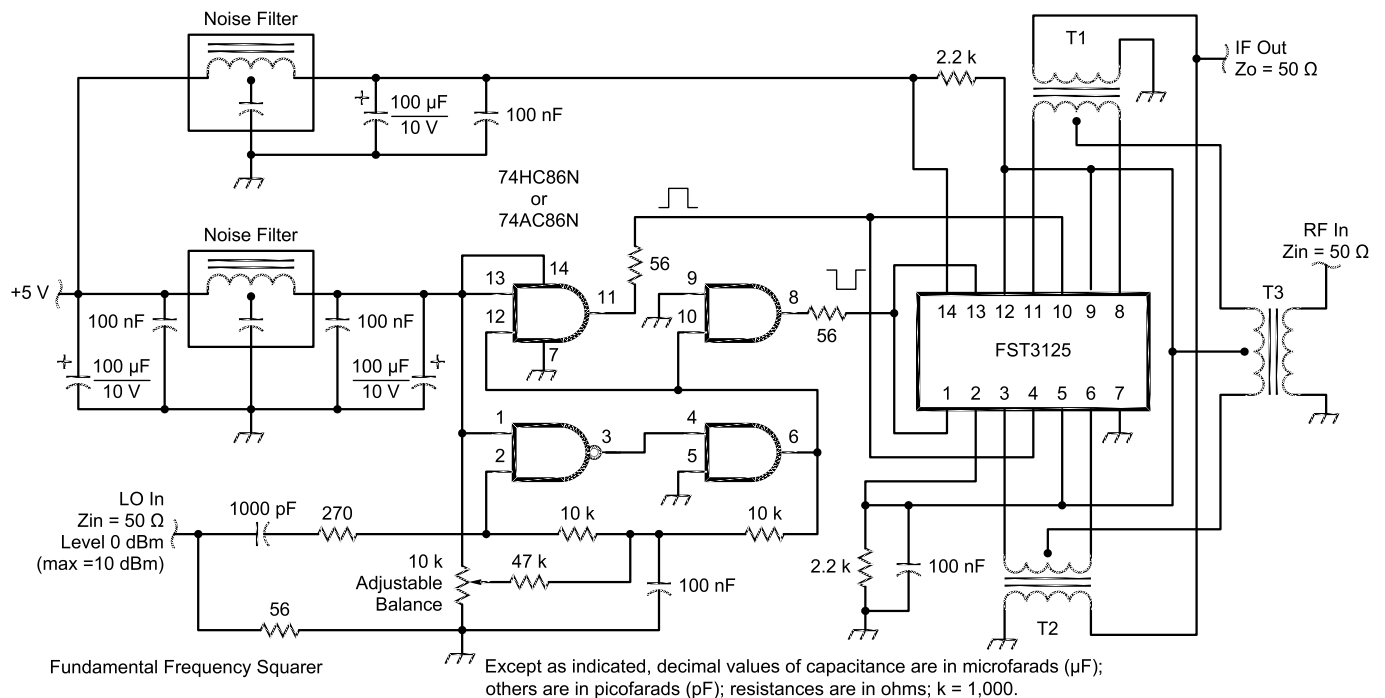 Noise Filter
T1
IF Out
Zo = 50 Ω
2.2 k
+
100 µF
10 V
100 nF
74HC86N
or
74AC86N
Noise Filter
RF In
Zin = 50 Ω
+5 V
13
14
11
12
7
56
9
10
8
56
T3
100 nF
100 nF
+
100 µF
10 V
100 µF
10 V
+
14 13 12 11 10 9 8
FST3125
1 2 3 4 5 6 7
1
2
3
4
5
6
LO In
Zin = 50 Ω
Level 0 dBm
(max =10 dBm)
1000 pF
270
10 k
10 k
10 k
Adjustable
Balance
47 k
100 nF
2.2 k
100 nF
56
T2
Fundamental Frequency Squarer
Except as indicated, decimal values of capacitance are in microfarads (µF);
others are in picofarads (pF); resistances are in ohms; k = 1,000.